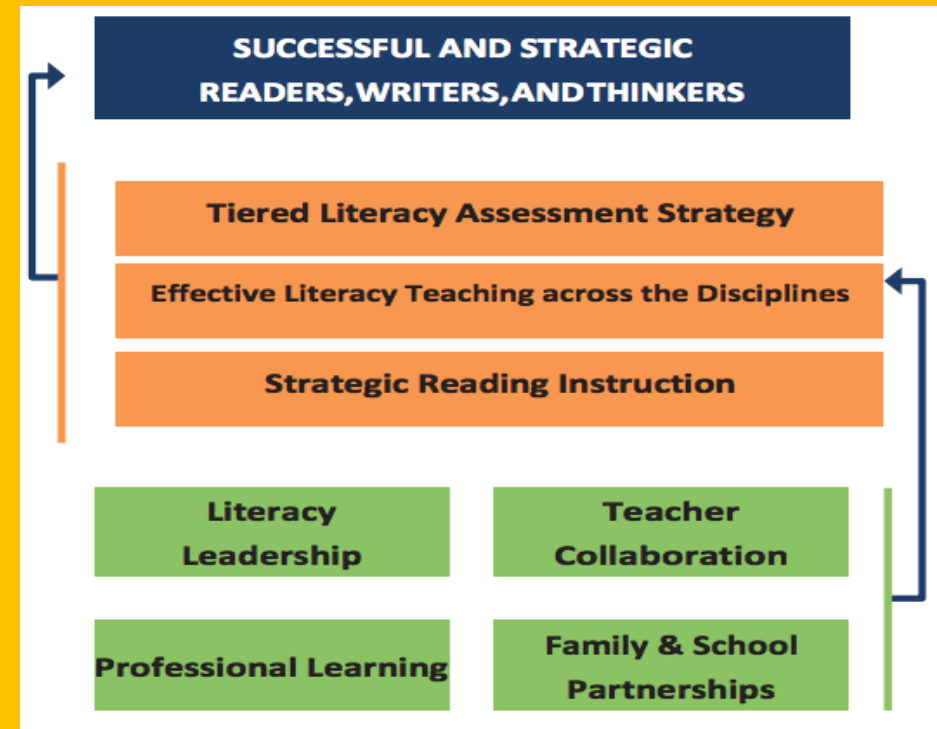 SUCCESSFUL AND STRATEGIC
READERS,WRITERS,ANDTHINKERS
Tiered Literacy Assessment Strategy
Effective Literacy Teaching across the Disciplines
Strategic Reading Instruction
Literacy
Leadership
Teacher
Collaboration
Professional Learning
Family & School
Partnerships